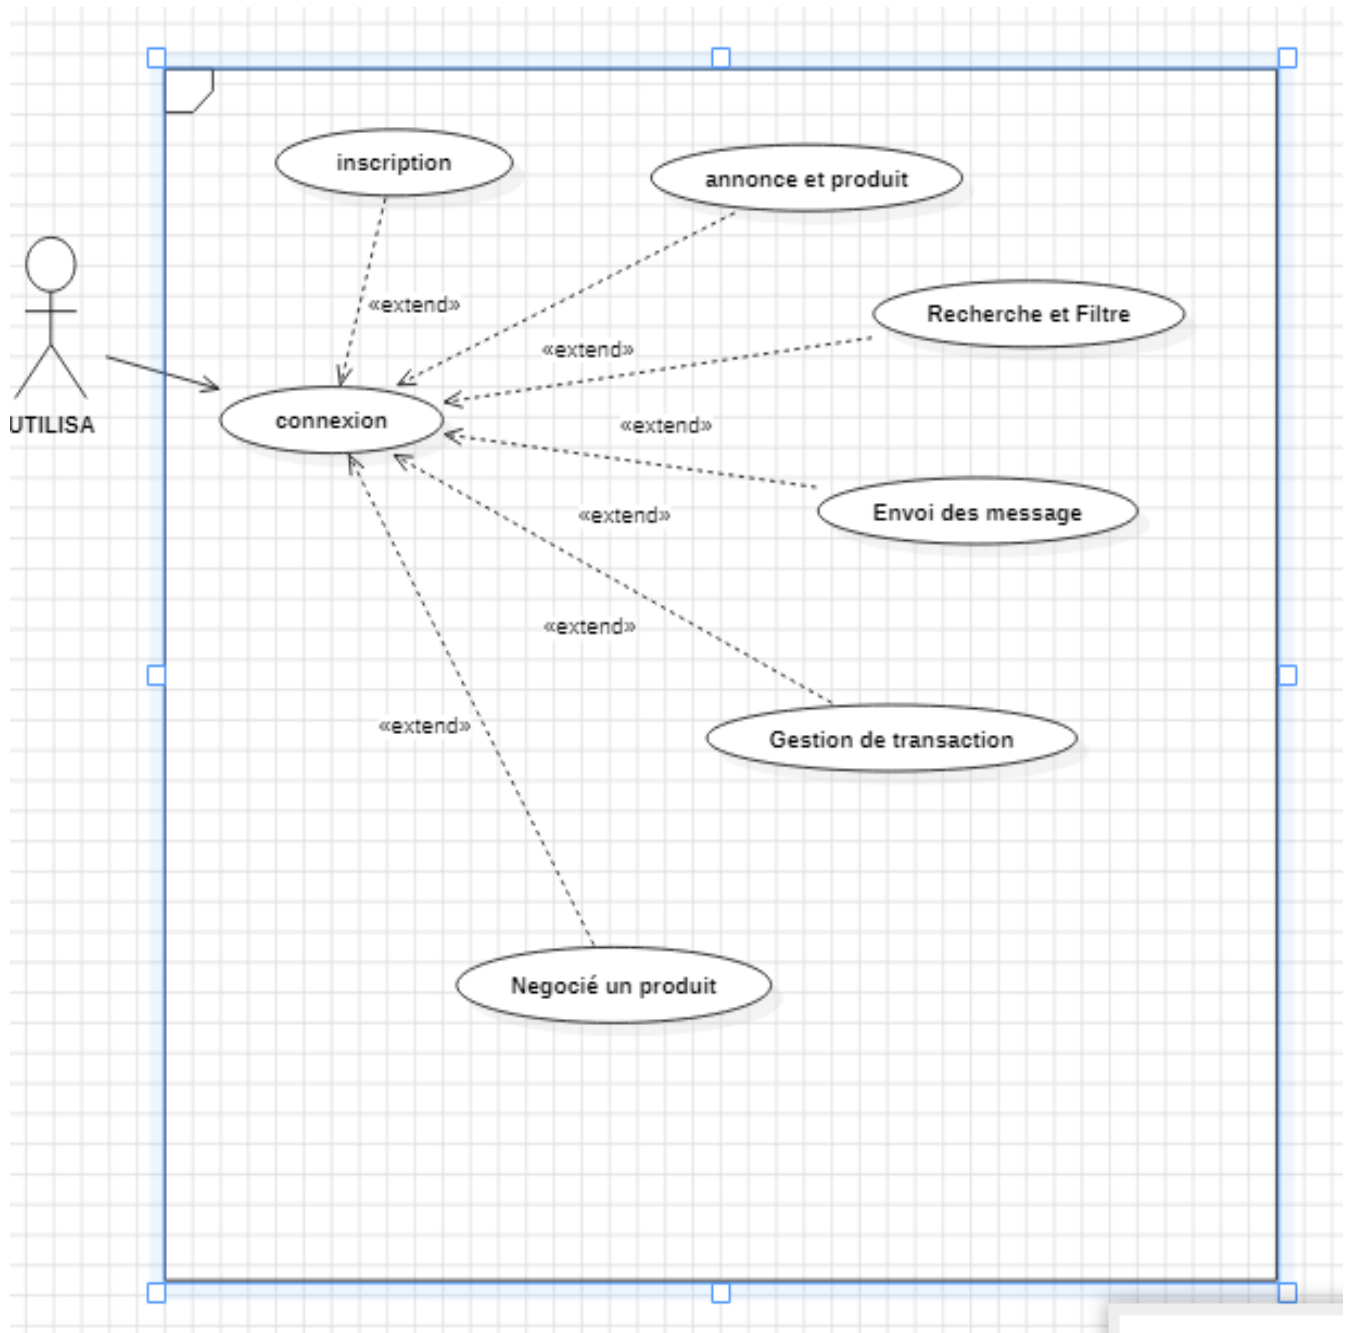 inscription
annonce et produit
«extend»
Recherche et Filtre
«extend»
UTILISA
connexion
«extend»
Envoi des message
«extend»
«extend»
«extend»
Gestion de transaction
Negocié un produit